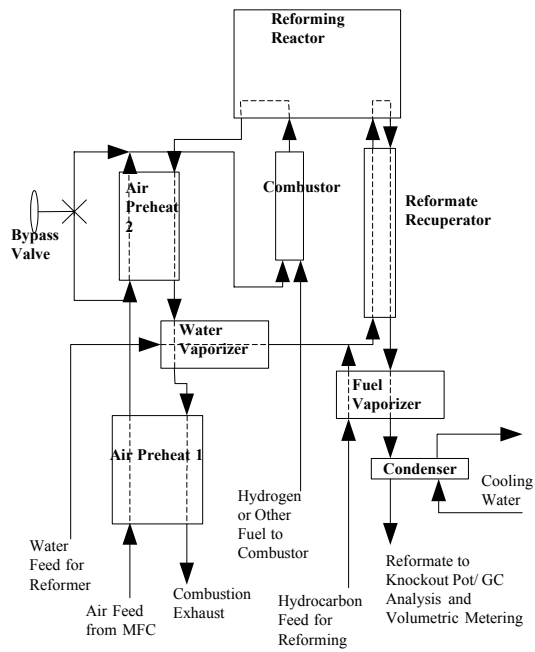 Reforming
Reactor
Air
Preheat
2
Combustor
Reformate
Recuperator
Bypass
Valve
Water
Vaporizer
Fuel
Vaporizer
Air Preheat 1
Condenser
Cooling
Water
Water
Feed for
Reformer
Air Feed
from MFC
Combustion
Exhaust
Hydrogen
or Other
Fuel to
Combustor
Hydrocarbon
Feed for
Reforming
Reformate to
Knockout Pot/ GC
Analysis and
Volumetric Metering